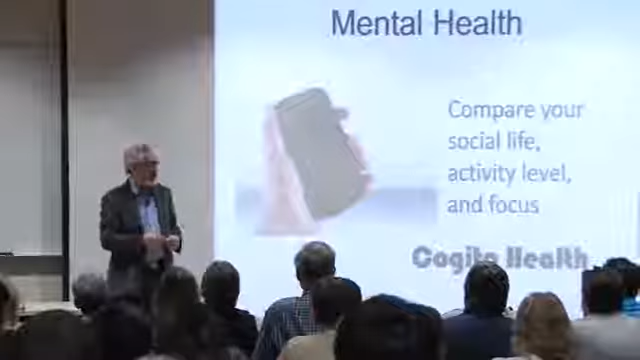 Mental Health
Compare your
social life,
activity level,
and focus
Cogito Health